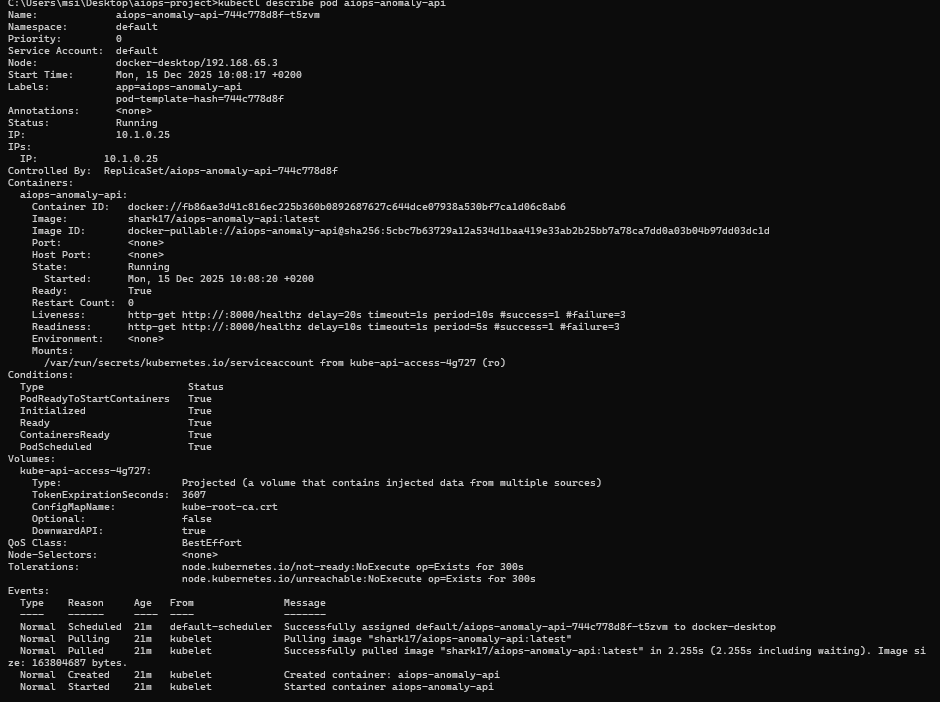 C:\Users\msi\Desktop\aiops-project>kubectl describe pod aiops-anomaly-api
Name:             aiops-anomaly-api-744c778d8f-t5zvm
Namespace:        default
Priority:         0
Service Account:  default
Node:             docker-desktop/192.168.65.3
Start Time:       Mon, 15 Dec 2025 10:08:17 +0200
Labels:           app=aiops-anomaly-api
                  pod-template-hash=744c778d8f
Annotations:      <none>
Status:           Running
IP:               10.1.0.25
IPs:
  IP:           10.1.0.25
Controlled By:  ReplicaSet/aiops-anomaly-api-744c778d8f
Containers:
  aiops-anomaly-api:
    Container ID:   docker://fb86ae3d41c816ec225b360b0892687627c644dce07938a530bf7ca1d06c8ab6
    Image:          shark17/aiops-anomaly-api:latest
    Image ID:       docker-pullable://aiops-anomaly-api@sha256:5cbc7b63729a12a534d1baa419e33ab2b25bb7a78ca7dd0a03b04b97dd03dc1d
    Port:           <none>
    Host Port:      <none>
    State:          Running
      Started:      Mon, 15 Dec 2025 10:08:20 +0200
    Ready:          True
    Restart Count:  0
    Liveness:       http-get http://:8000/healthz delay=20s timeout=1s period=10s #success=1 #failure=3
    Readiness:      http-get http://:8000/healthz delay=10s timeout=1s period=5s #success=1 #failure=3
    Environment:    <none>
    Mounts:
      /var/run/secrets/kubernetes.io/serviceaccount from kube-api-access-4g727 (ro)
Conditions:
  Type                        Status
  PodReadyToStartContainers   True
  Initialized                 True
  Ready                       True
  ContainersReady             True
  PodScheduled                True
Volumes:
  kube-api-access-4g727:
    Type:                    Projected (a volume that contains injected data from multiple sources)
    TokenExpirationSeconds:  3607
    ConfigMapName:           kube-root-ca.crt
    Optional:                false
    DownwardAPI:             true
QoS Class:                   BestEffort
Node-Selectors:              <none>
Tolerations:                 node.kubernetes.io/not-ready:NoExecute op=Exists for 300s
                             node.kubernetes.io/unreachable:NoExecute op=Exists for 300s
Events:
  Type    Reason     Age   From               Message
  ----    ------     ----  ----               -------
  Normal  Scheduled  21m   default-scheduler  Successfully assigned default/aiops-anomaly-api-744c778d8f-t5zvm to docker-desktop
  Normal  Pulling    21m   kubelet            Pulling image "shark17/aiops-anomaly-api:latest"
  Normal  Pulled     21m   kubelet            Successfully pulled image "shark17/aiops-anomaly-api:latest" in 2.255s (2.255s including waiting). Image si
ze: 163804687 bytes.
  Normal  Created    21m   kubelet            Created container: aiops-anomaly-api
  Normal  Started    21m   kubelet            Started container aiops-anomaly-api